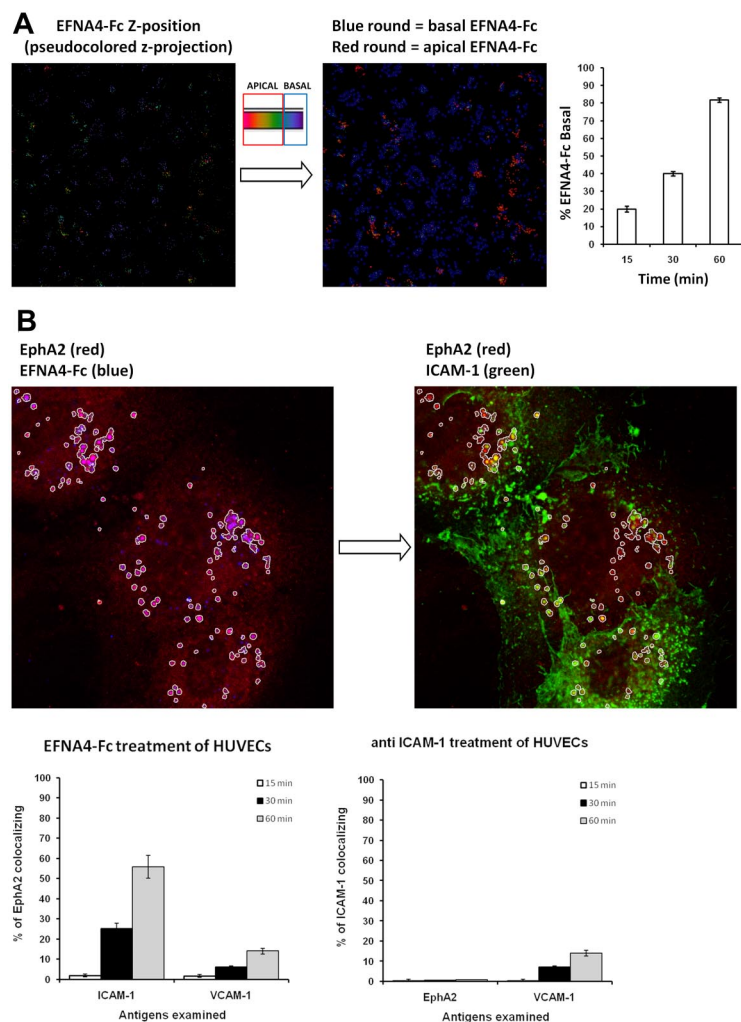 A
EFNA4-Fc Z-position
(pseudocolored z-projection)
Blue round = basal EFNA4-Fc
Red round = apical EFNA4-Fc
APICAL BASAL
% EFNA4-Fc Basal
100
90
80
70
60
50
40
30
20
10
0
15 30 60
Time (min)
B
EphA2 (red)
EFNA4-Fc (blue)
EphA2 (red)
ICAM-1 (green)
EFNA4-Fc treatment of HUVECs
% of EphA2 colocalizing
100
90
80
70
60
50
40
30
20
10
0
15 min
30 min
60 min
ICAM-1 VCAM-1
Antigens examined
anti ICAM-1 treatment of HUVECs
% of ICAM-1 colocalizing
100
90
80
70
60
50
40
30
20
10
0
15 min
30 min
60 min
EphA2 VCAM-1
Antigens examined